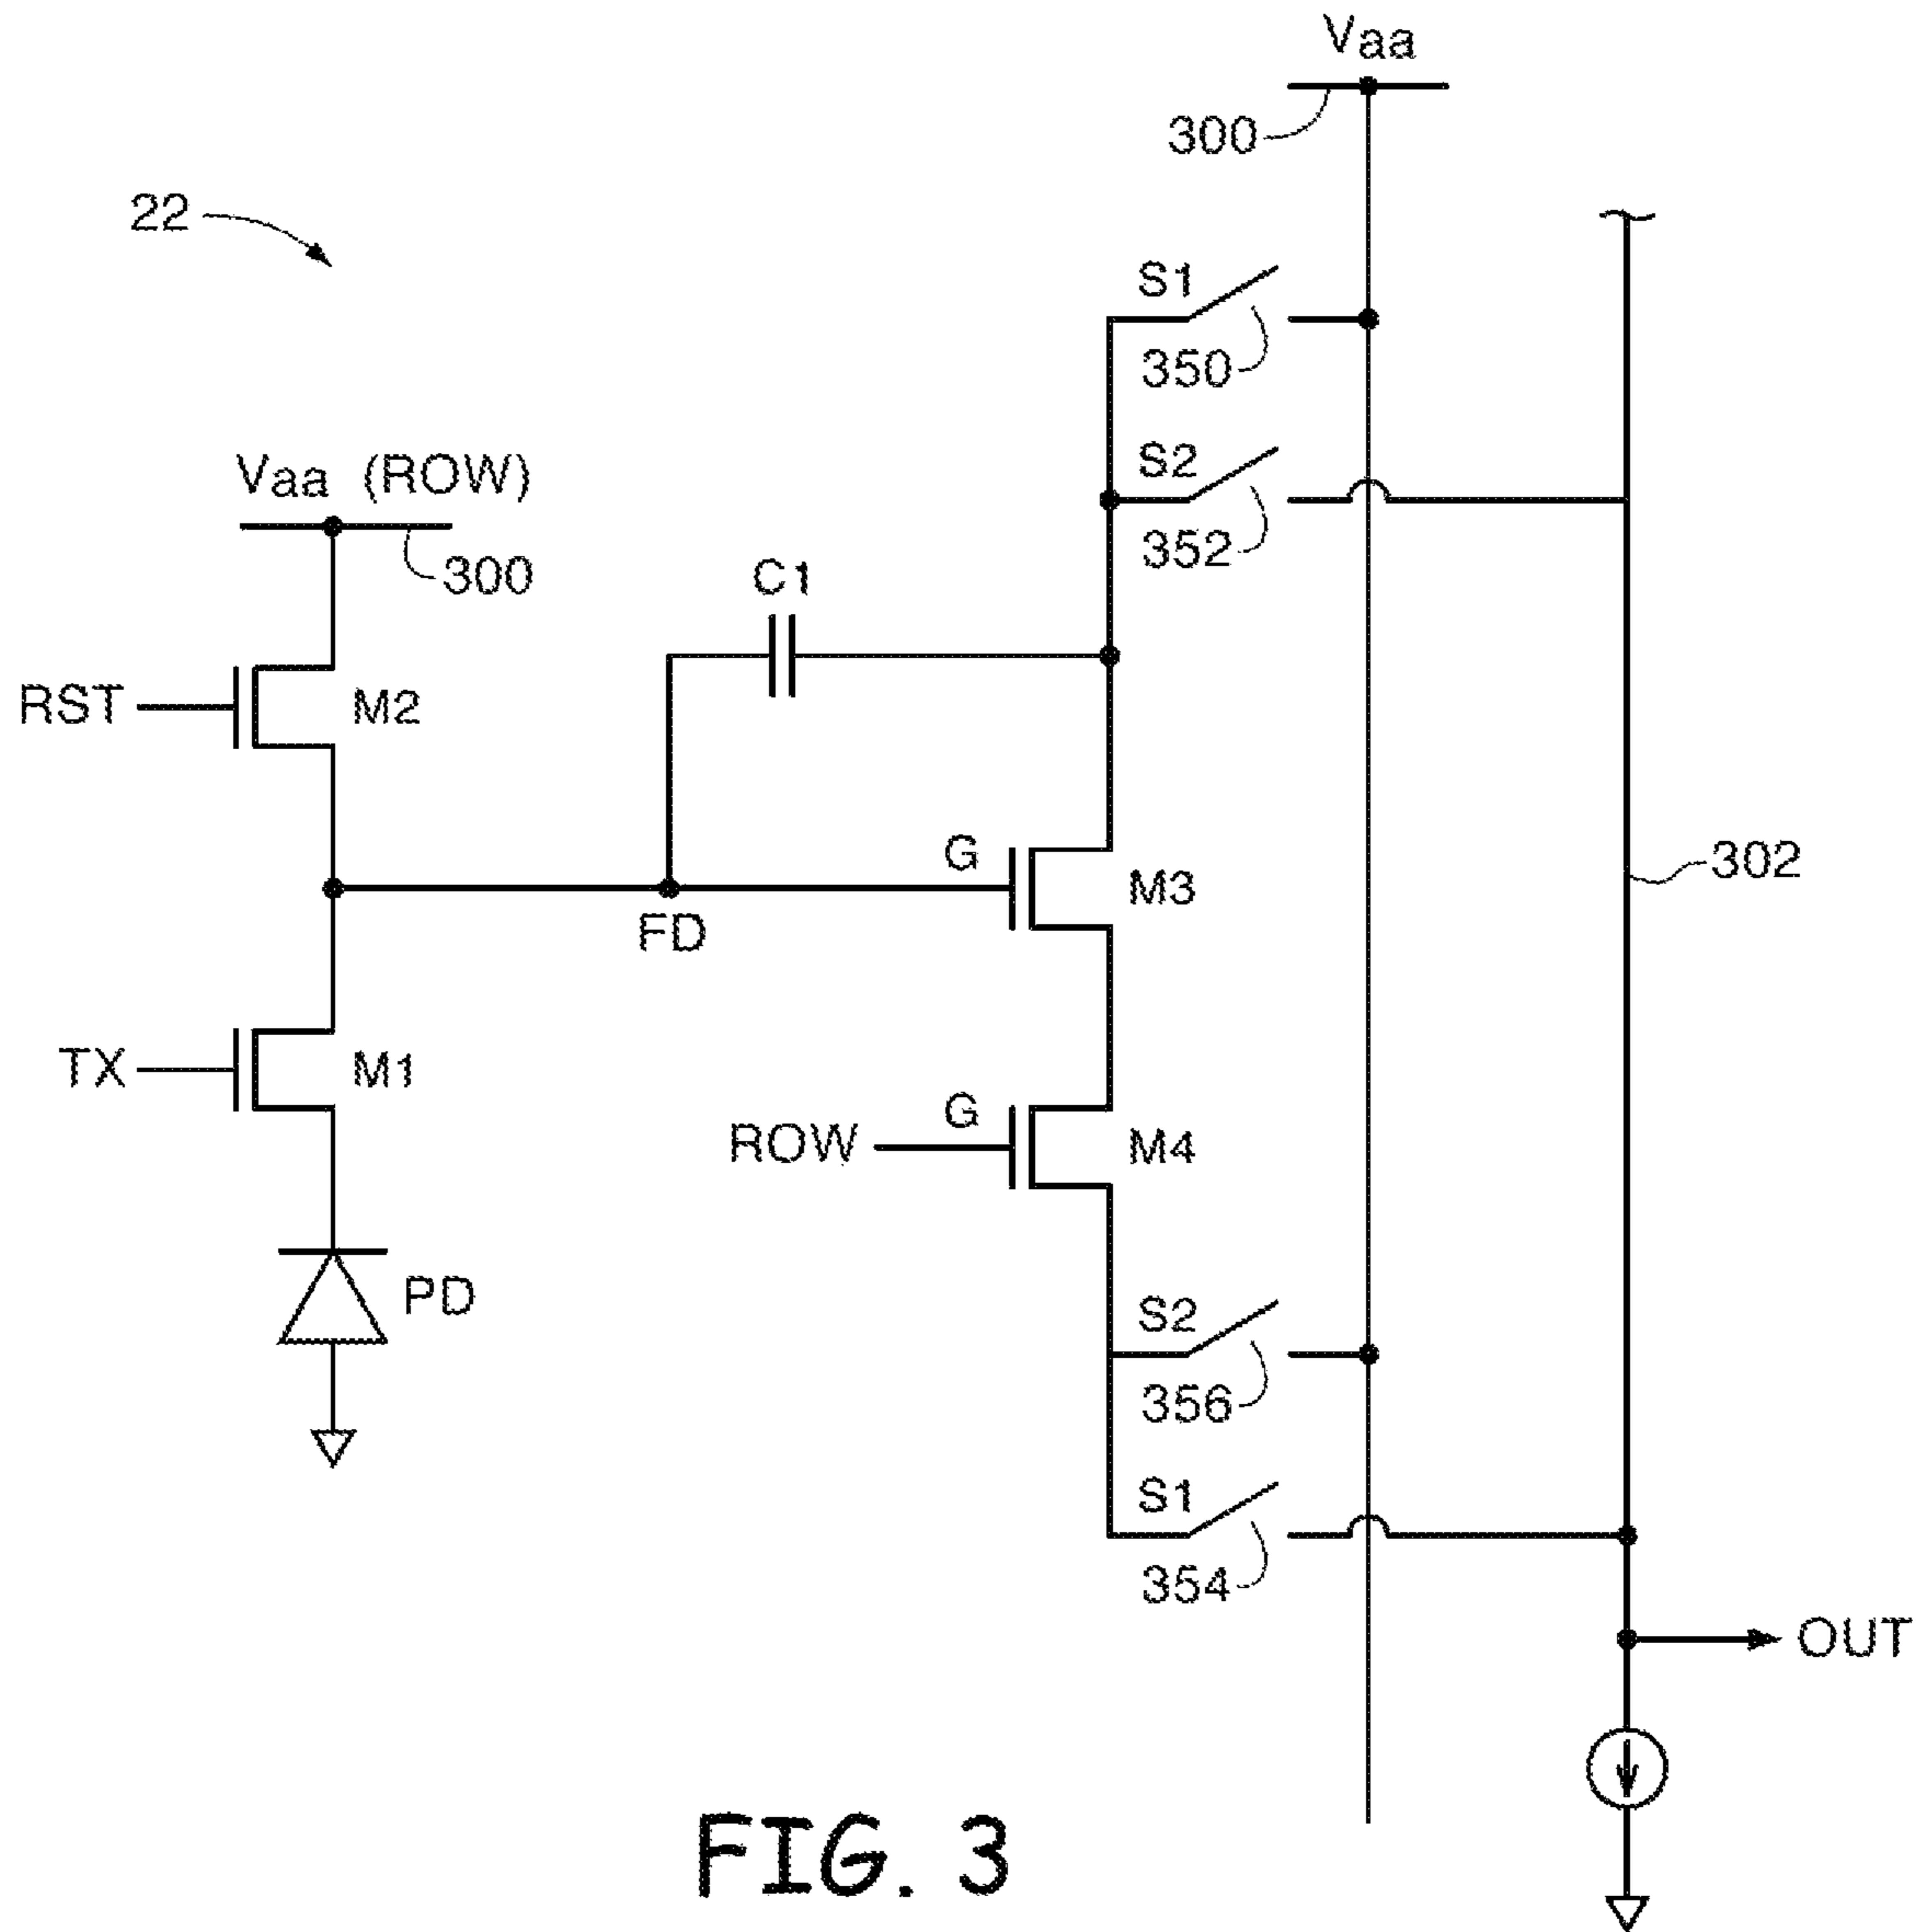 Vaa
300
22
S1
350
S2
352
Vaa (ROW)
300
C1
RST
M2
G
M3
302
FD
TX
M1
G
ROW
M4
PD
S2
356
S1
354
OUT
FIG. 3